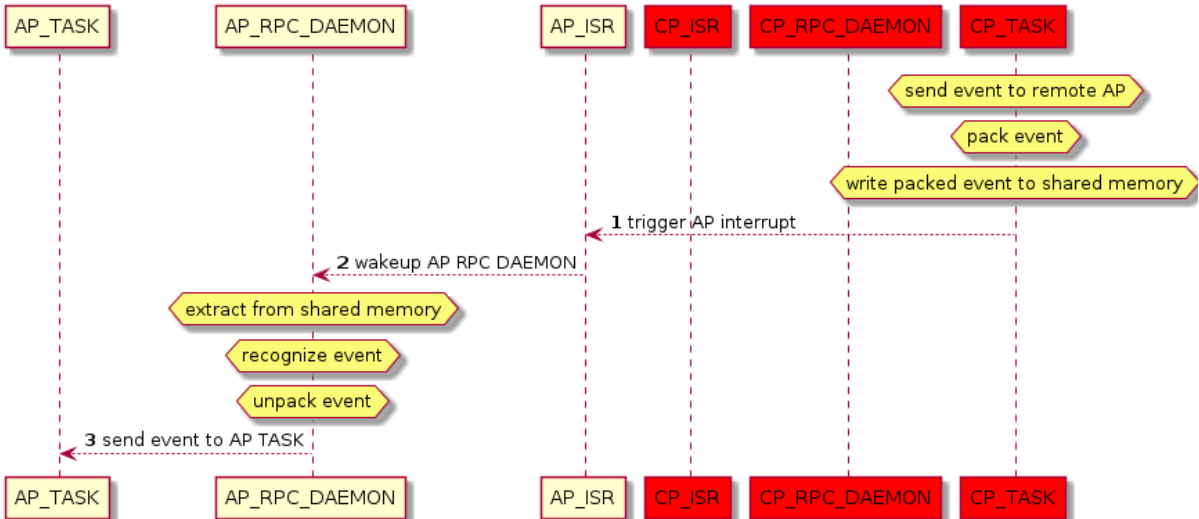 AP_TASK AP_RPC_DAEMON AP_ISR CP_ISR CP_RPC_DAEMON CP_TASK
send event to remote AP
pack event
write packed event to shared memory
1 trigger AP interrupt
2 wakeup AP RPC DAEMON
extract from shared memory
recognize event
unpack event
3 send event to AP TASK
AP_TASK AP_RPC_DAEMON AP_ISR CP_ISR CP_RPC_DAEMON CP_TASK